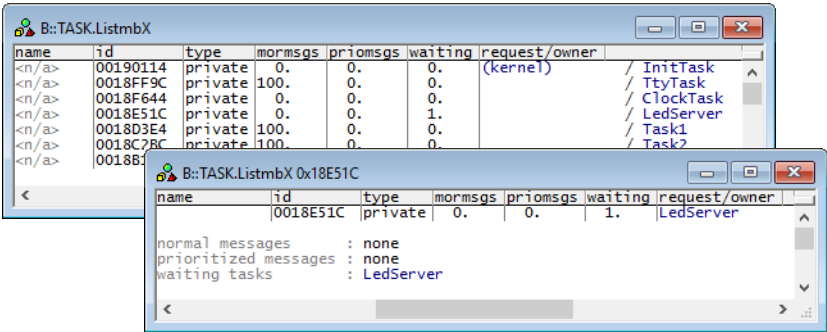 B::TASK.ListmbX
name id type mormsgs priomsgs waiting request/owner
<n/a> 00190114 private 0. 0. 0. (kernel) / InitTask
<n/a> 0018FF9C private 100. 0. 0. / TtyTask
<n/a> 0018F644 private 0. 0. 0. / ClockTask
<n/a> 0018E51C private 0. 0. 1. / LedServer
<n/a> 0018D3E4 private 100. 0. 0. / Task1
<n/a> 0018C2BC private 100. 0. 0. / Task2
<n/a>
B::TASK.ListmbX 0x18E51C
name id type mormsgs priomsgs waiting request/owner
0018E51C private 0. 0. 1. LedServer
normal messages : none
prioritized messages : none
waiting tasks : LedServer